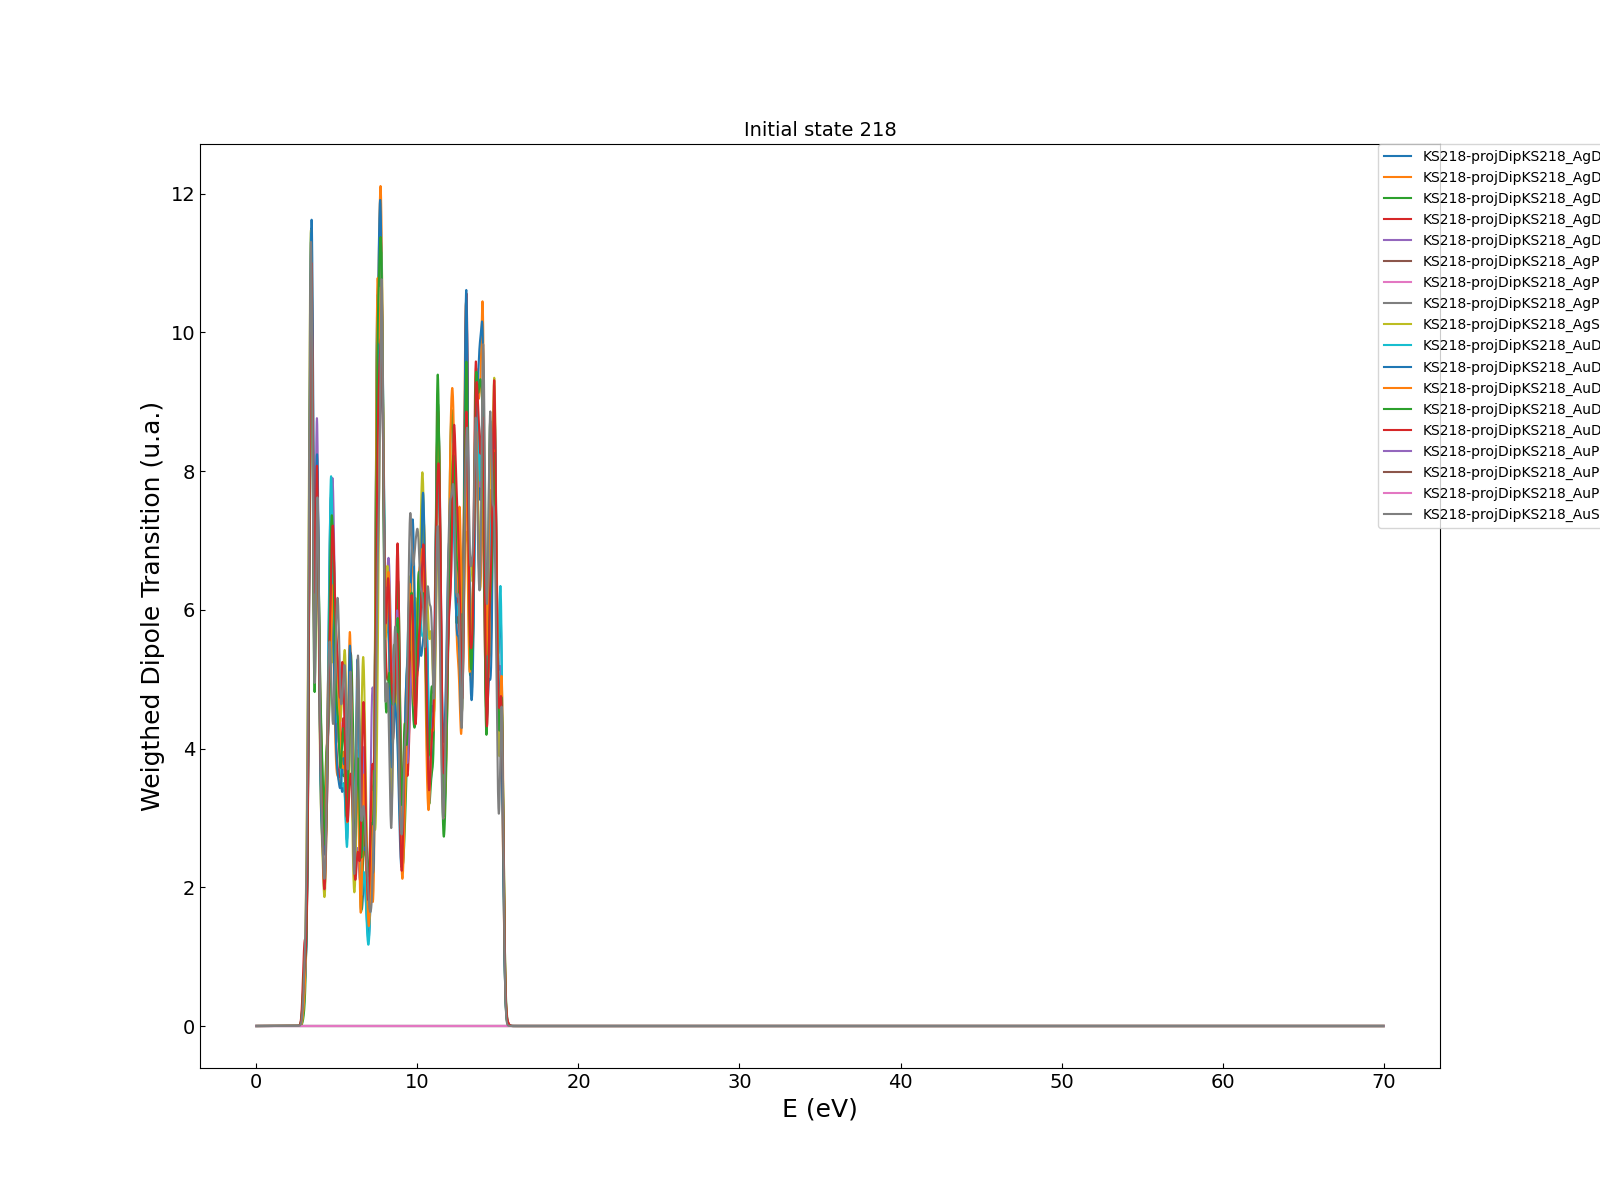 Initial state 218
Weigthed Dipole Transition (u.a.)
12
10
8
6
4
2
0
0 10 20 30 40 50 60 70
E (eV)
KS218-projDipKS218_AgD
KS218-projDipKS218_AgD
KS218-projDipKS218_AgD
KS218-projDipKS218_AgD
KS218-projDipKS218_AgD
KS218-projDipKS218_AgP
KS218-projDipKS218_AgP
KS218-projDipKS218_AgP
KS218-projDipKS218_AgS
KS218-projDipKS218_AuD
KS218-projDipKS218_AuD
KS218-projDipKS218_AuD
KS218-projDipKS218_AuD
KS218-projDipKS218_AuD
KS218-projDipKS218_AuP
KS218-projDipKS218_AuP
KS218-projDipKS218_AuP
KS218-projDipKS218_AuS